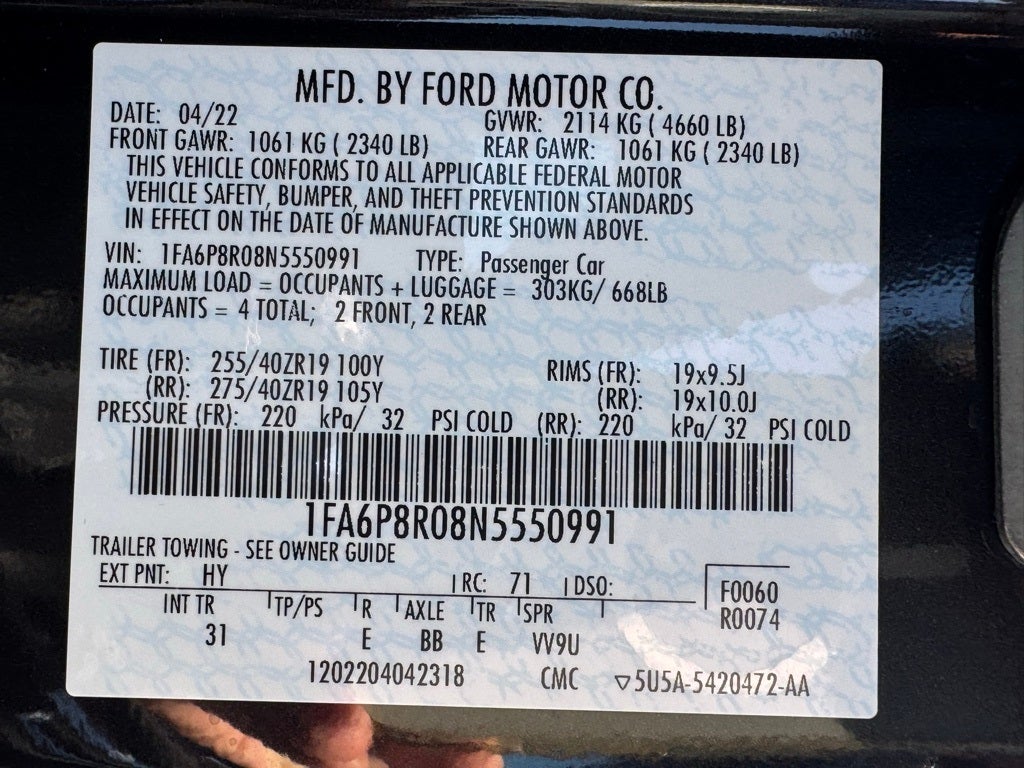 MFD. BY FORD MOTOR CO.
DATE: 04/22 GVWR: 2114 KG ( 4660 LB)
FRONT GAWR: 1061 KG ( 2340 LB) REAR GAWR: 1061 KG ( 2340 LB)
THIS VEHICLE CONFORMS TO ALL APPLICABLE FEDERAL MOTOR
VEHICLE SAFETY, BUMPER, AND THEFT PREVENTION STANDARDS
IN EFFECT ON THE DATE OF MANUFACTURE SHOWN ABOVE.
VIN: 1FA6P8R08N5550991 TYPE: Passenger Car
MAXIMUM LOAD = OCCUPANTS + LUGGAGE = 303KG/ 668LB
OCCUPANTS = 4 TOTAL; 2 FRONT, 2 REAR
TIRE (FR): 255/40ZR19 100Y RIMS (FR): 19x9.5J
(RR): 275/40ZR19 105Y (RR): 19x10.0J
PRESSURE (FR): 220 kPa/ 32 PSI COLD (RR): 220 kPa/ 32 PSI COLD
1FA6P8R08N5550991
TRAILER TOWING - SEE OWNER GUIDE
EXT PNT: HY RC: 71 DSO: F0060
INT TR TP/PS R AXLE TR SPR R0074
31 E BB E VV9U
1202204042318 CMC ▽5U5A-5420472-AA